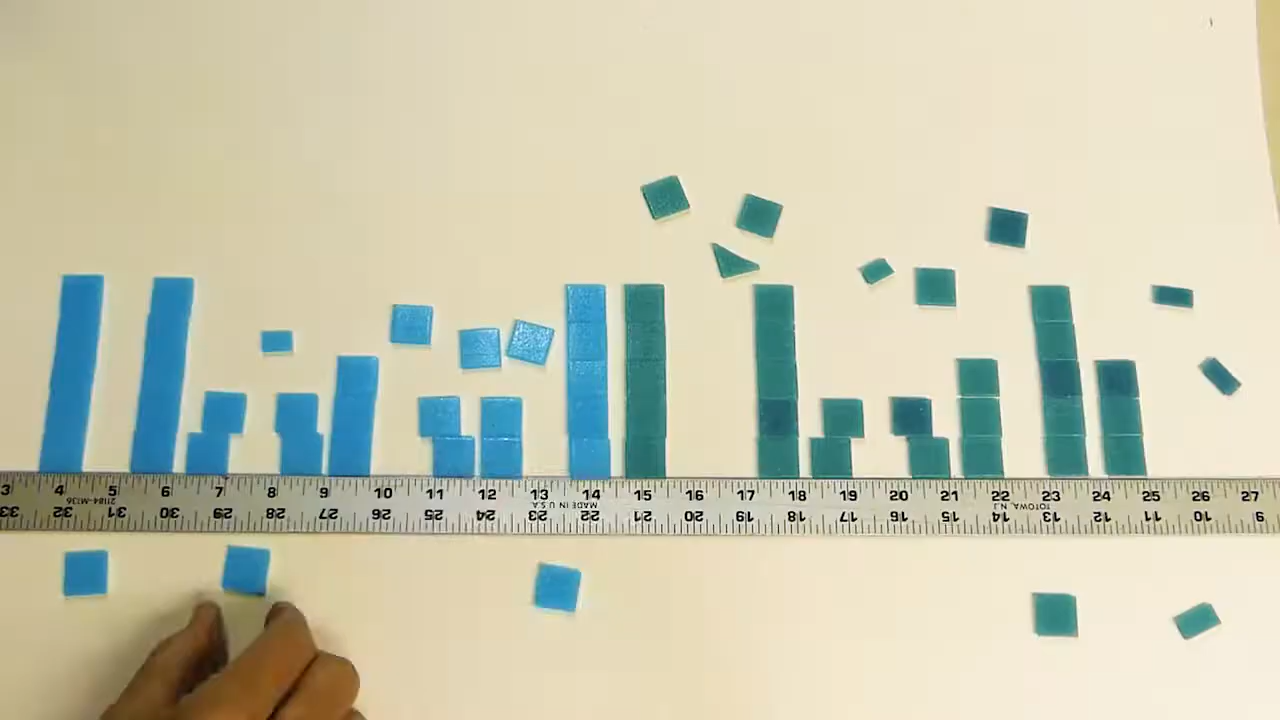 3 4 5 6 7 8 9 10 11 12 13 14 15 16 17 18 19 20 21 22 23 24 25 26 27
2184-M136 MADE IN U.S.A. TOTOWA, N.J.
33 32 31 30 29 28 27 26 25 24 23 22 21 20 19 18 17 16 15 14 13 12 11 10 9